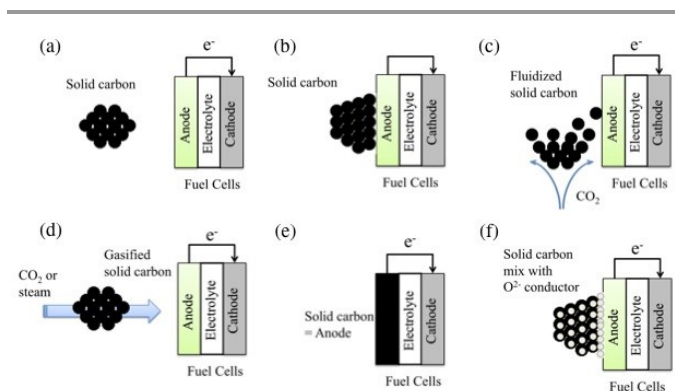 (a)
e-
Solid carbon
Anode
Electrolyte
Cathode
Fuel Cells
(b)
e-
Solid carbon
Anode
Electrolyte
Cathode
Fuel Cells
(c)
e-
Fluidized
solid carbon
Anode
Electrolyte
Cathode
Fuel Cells
CO2
(d)
e-
Gasified
solid carbon
CO2 or
steam
Anode
Electrolyte
Cathode
Fuel Cells
(e)
e-
Solid carbon
= Anode
Electrolyte
Cathode
Fuel Cells
(f)
e-
Solid carbon
mix with
O2- conductor
Anode
Electrolyte
Cathode
Fuel Cells